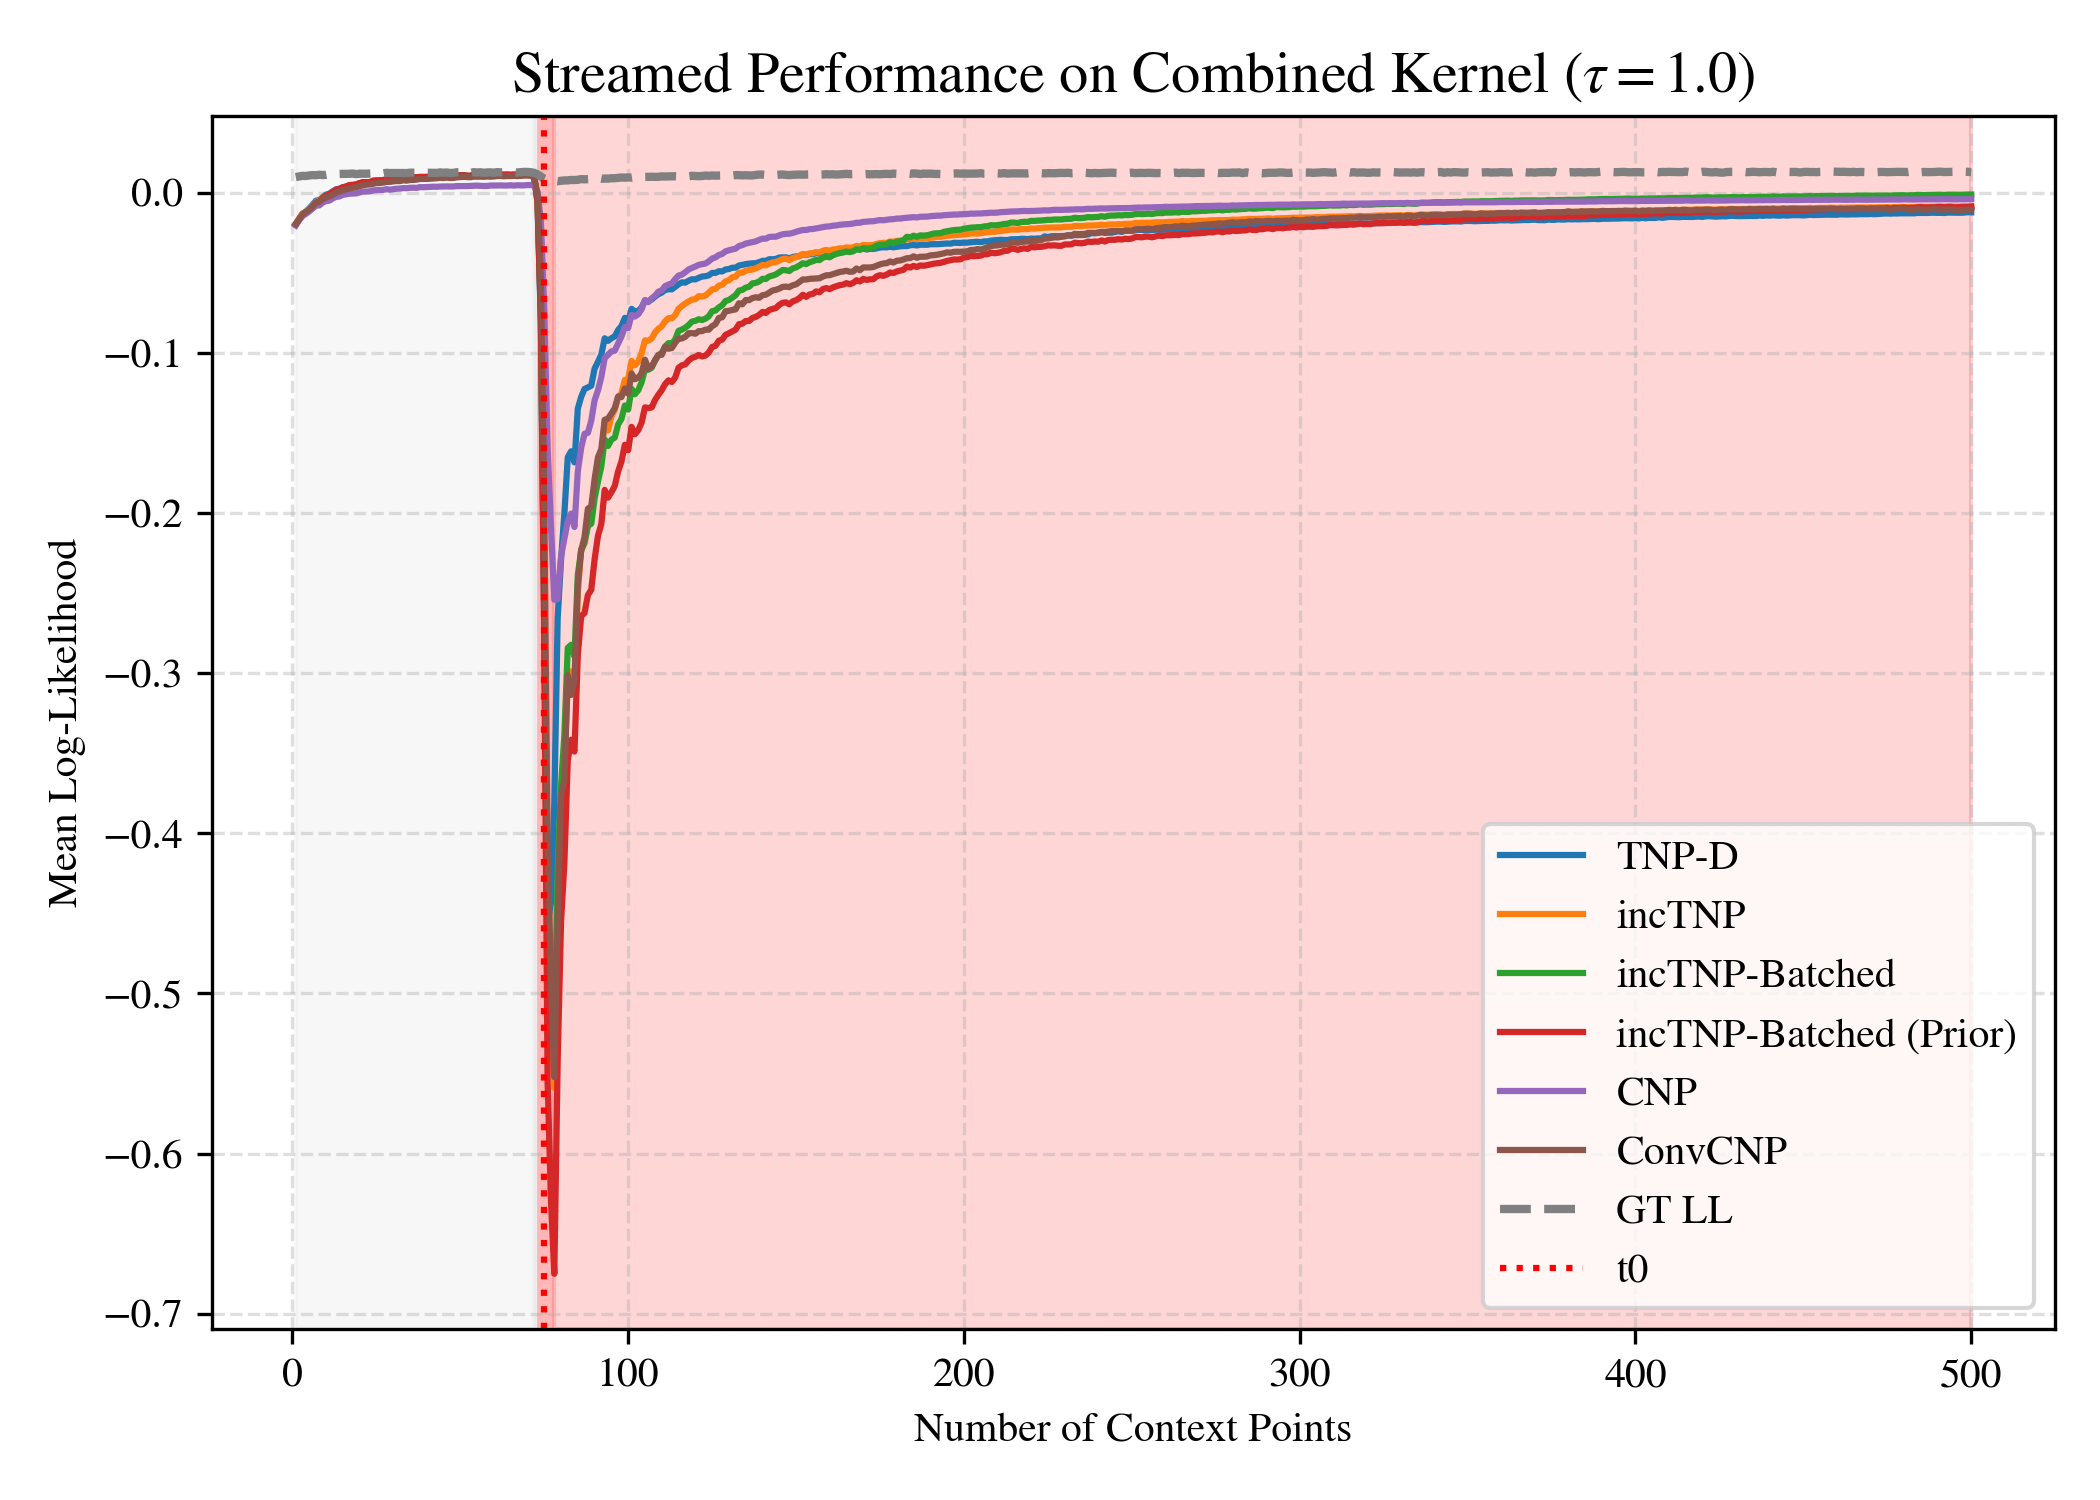 Streamed Performance on Combined Kernel (τ = 1.0)
Mean Log-Likelihood
0.0
−0.1
−0.2
−0.3
−0.4
−0.5
−0.6
−0.7
TNP-D
incTNP
incTNP-Batched
incTNP-Batched (Prior)
CNP
ConvCNP
GT LL
t0
0 100 200 300 400 500
Number of Context Points